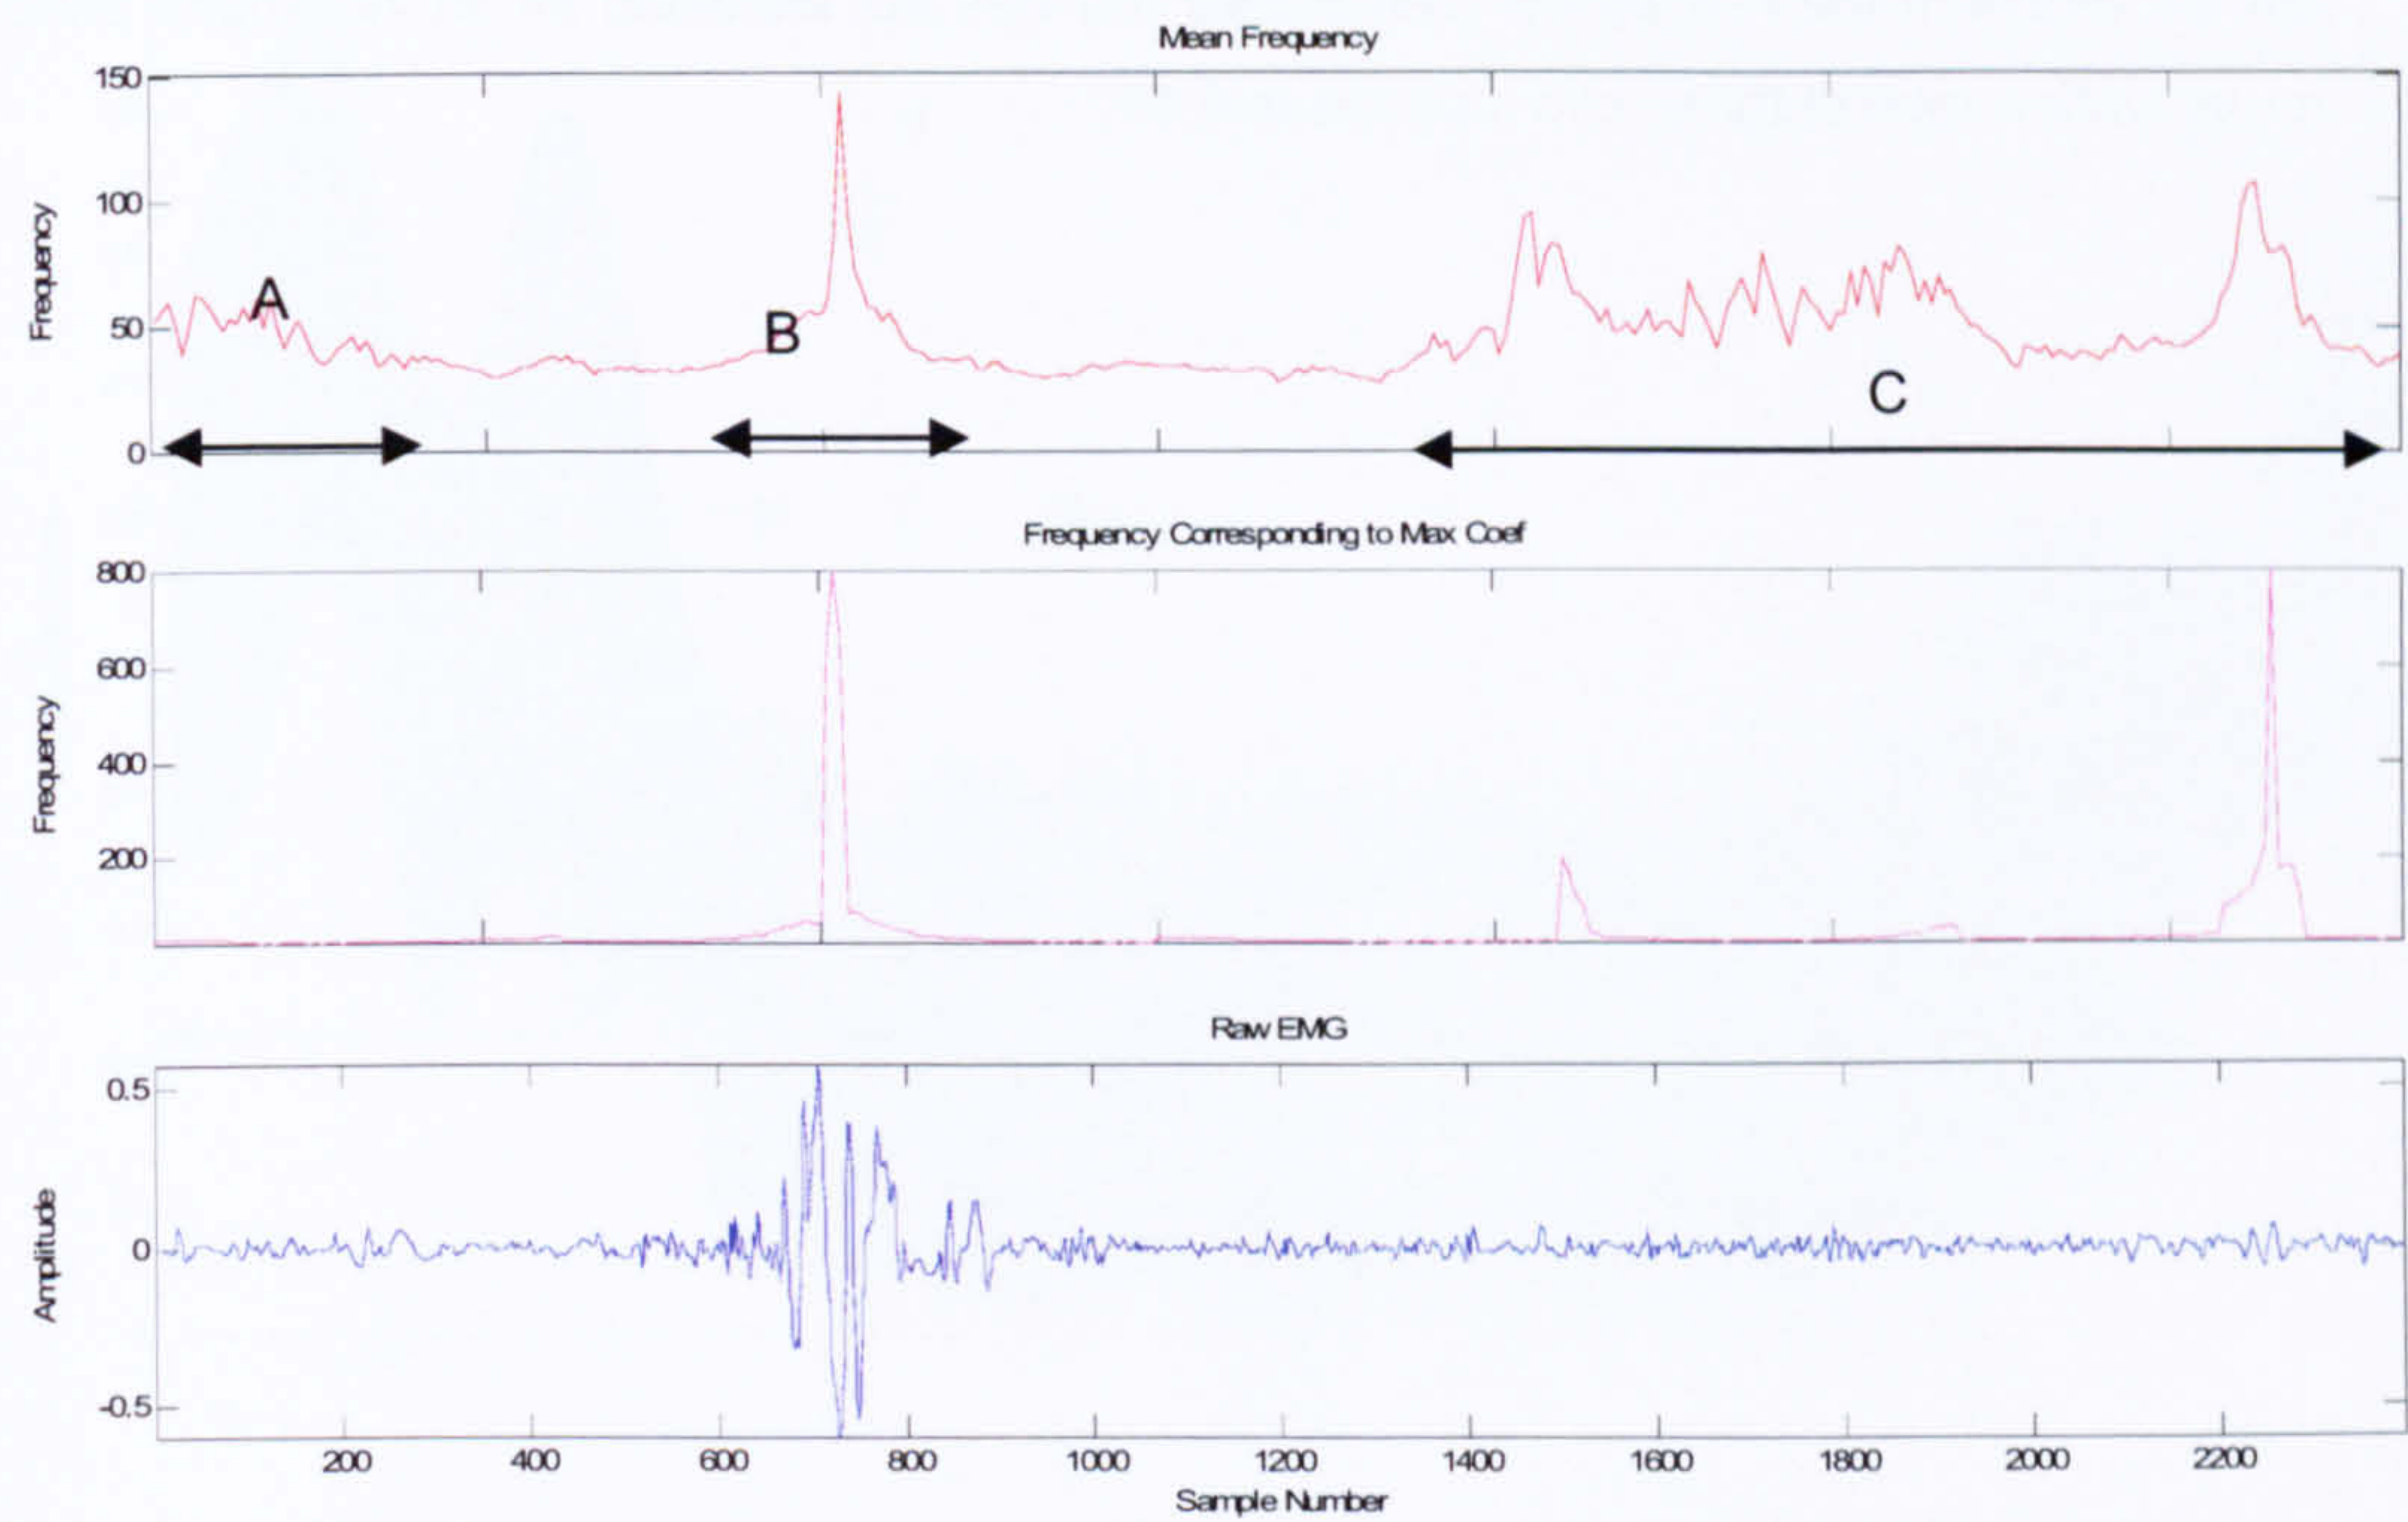 Mean Frequency
150
100
50
0
Frequency
A
B
C
Frequency Corresponding to Max Coef
800
600
400
200
Frequency
Raw EMG
0.5
0
-0.5
Amplitude
200 400 600 800 1000 1200 1400 1600 1800 2000 2200
Sample Number